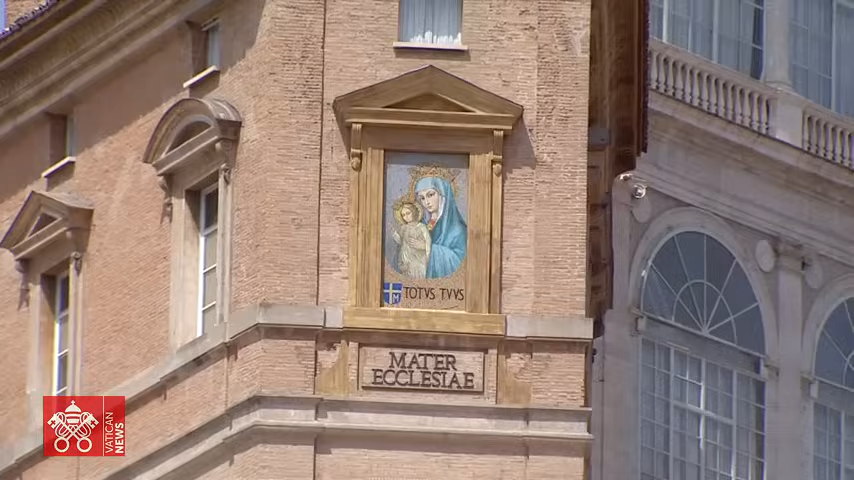 TOTVS TVVS
MATER
ECCLESIAE
VATICAN
NEWS